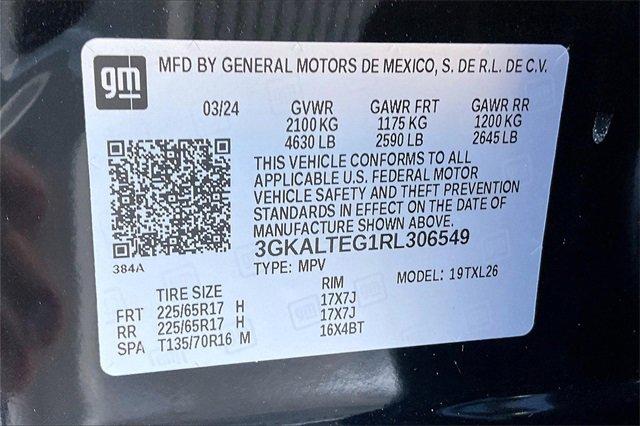 gm MFD BY GENERAL MOTORS DE MEXICO, S. DE R.L. DE C.V.
03/24 GVWR GAWR FRT GAWR RR
2100 KG 1175 KG 1200 KG
4630 LB 2590 LB 2645 LB
THIS VEHICLE CONFORMS TO ALL
APPLICABLE U.S. FEDERAL MOTOR
VEHICLE SAFETY AND THEFT PREVENTION
STANDARDS IN EFFECT ON THE DATE OF
MANUFACTURE SHOWN ABOVE.
3GKALTEG1RL306549
384A TYPE: MPV MODEL: 19TXL26
TIRE SIZE RIM
FRT 225/65R17 H 17X7J
RR 225/65R17 H 17X7J
SPA T135/70R16 M 16X4BT